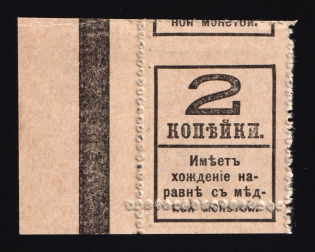 ной монетой.
2
КОПѢЙКИ.
Имѣетъ
хожденіе на-
равнѣ съ мѣд-
ной монетой.